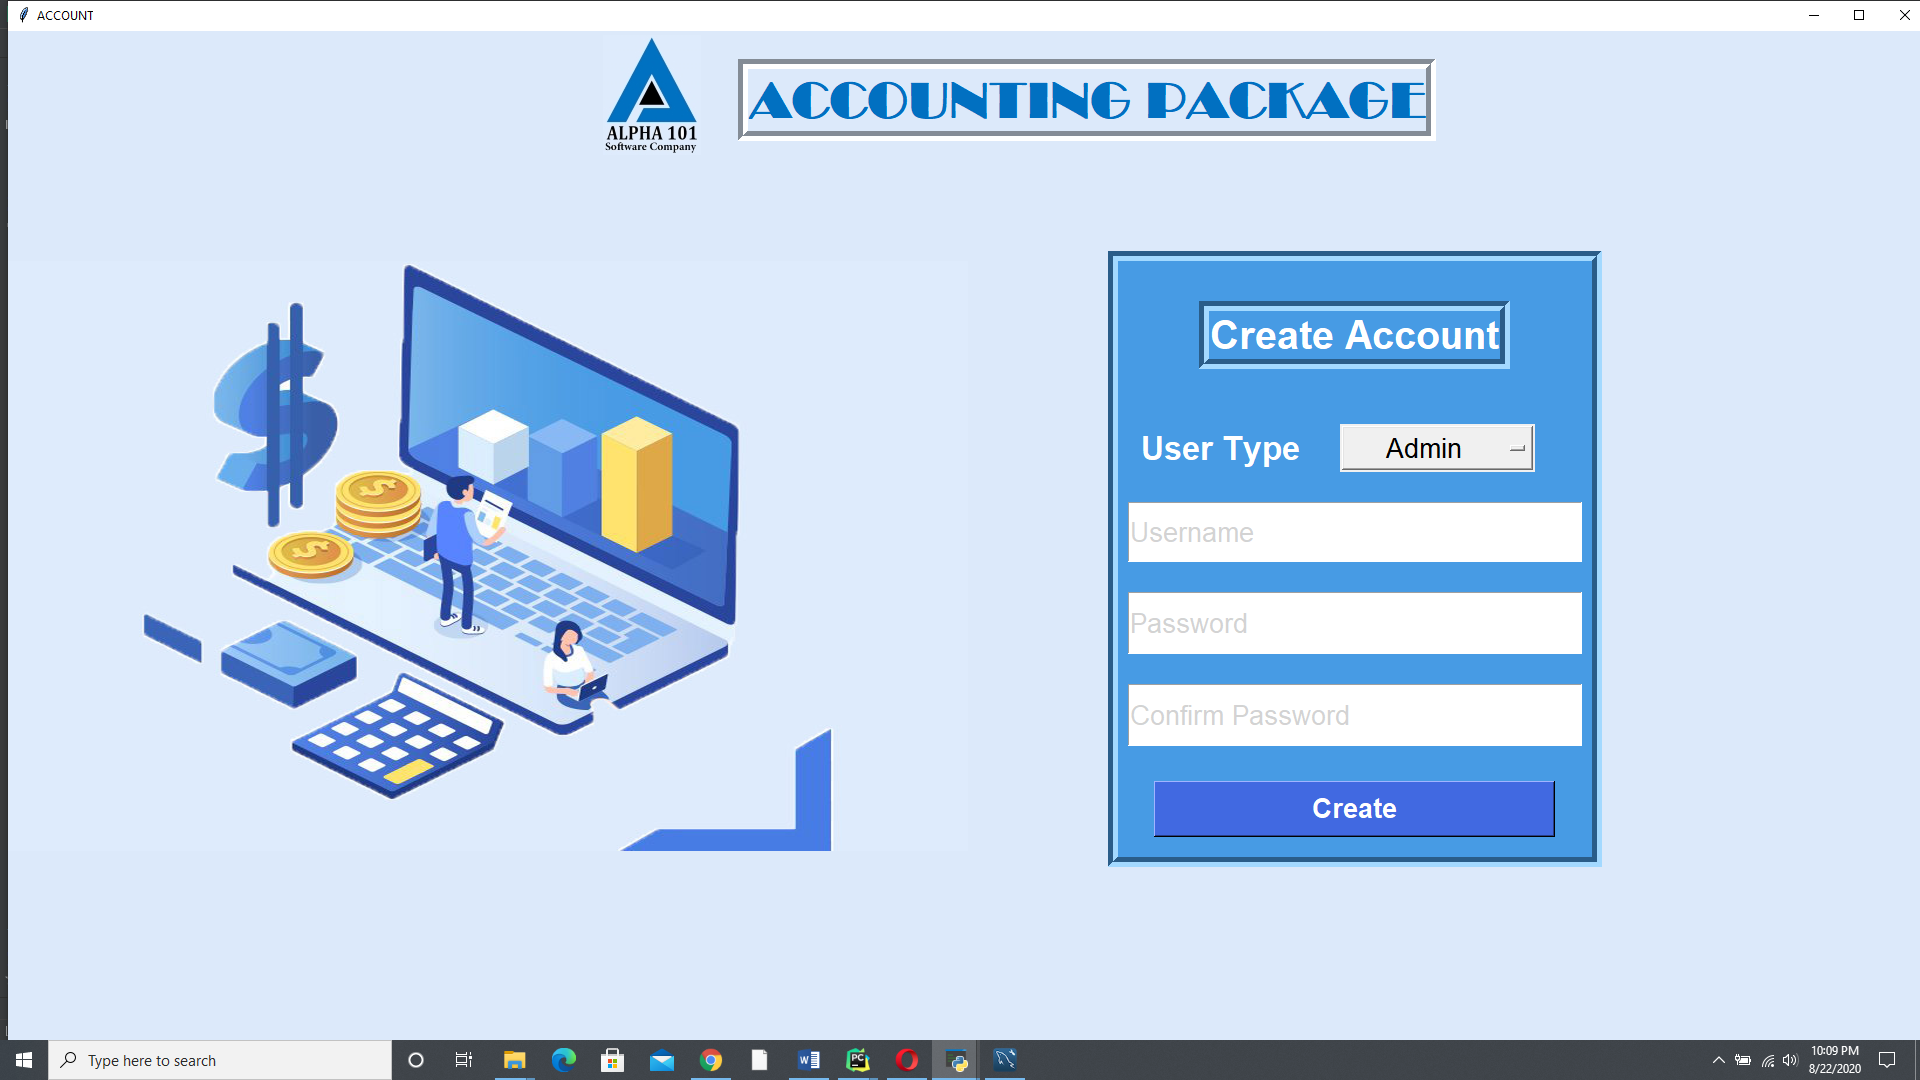 ACCOUNT
ALPHA 101
Software Company
ACCOUNTING PACKAGE
Create Account
User Type
Admin
Username
Password
Confirm Password
Create
Type here to search
10:09 PM
8/22/2020